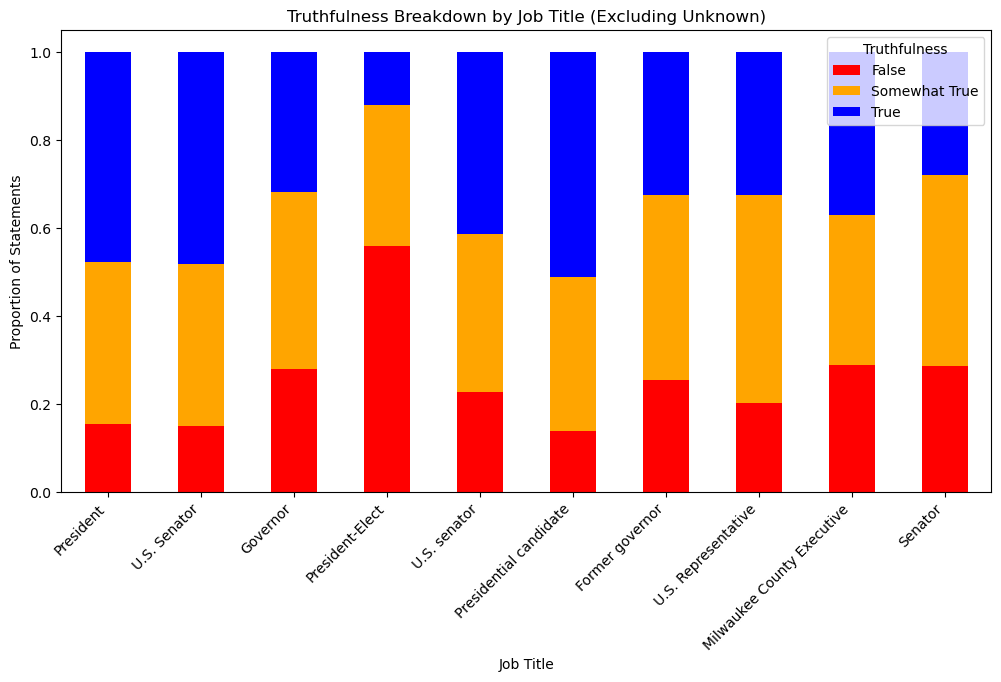 Truthfulness Breakdown by Job Title (Excluding Unknown)
Truthfulness
False
Somewhat True
True
Proportion of Statements
1.0
0.8
0.6
0.4
0.2
0.0
President
U.S. Senator
Governor
President-Elect
U.S. senator
Presidential candidate
Former governor
U.S. Representative
Milwaukee County Executive
Senator
Job Title